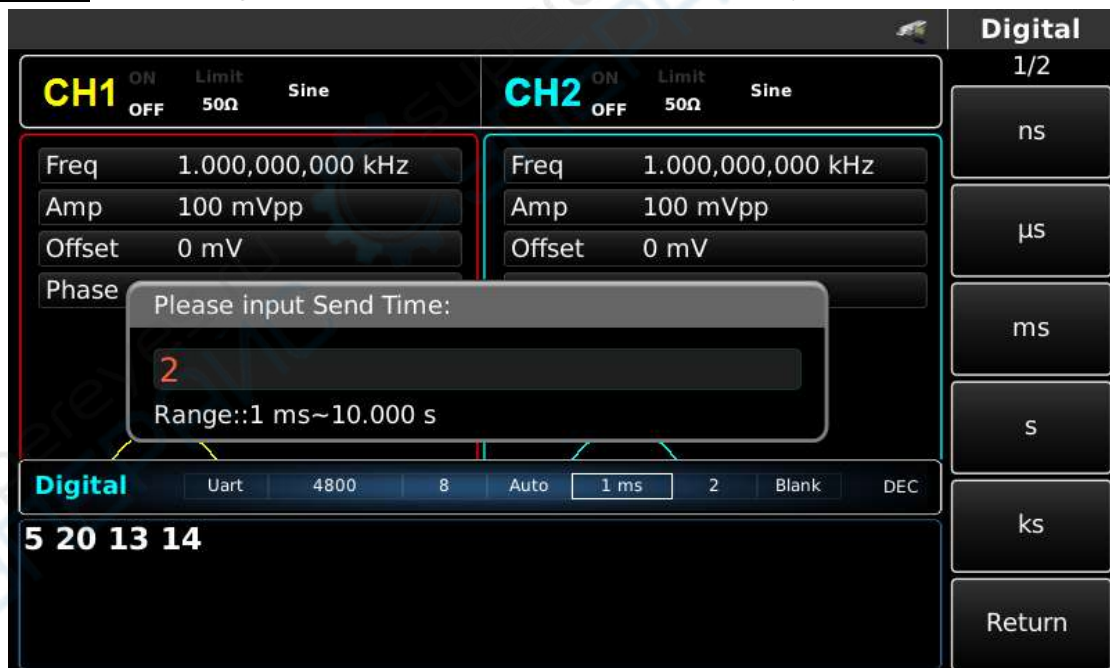 Digital
1/2
CH1 ON OFF Limit 50Ω Sine
CH2 ON OFF Limit 50Ω Sine
Freq 1.000,000,000 kHz
Amp 100 mVpp
Offset 0 mV
Phase
Freq 1.000,000,000 kHz
Amp 100 mVpp
Offset 0 mV
Please input Send Time:
2
Range::1 ms~10.000 s
Digital Uart 4800 8 Auto 1 ms 2 Blank DEC
5 20 13 14
ns
µs
ms
s
ks
Return